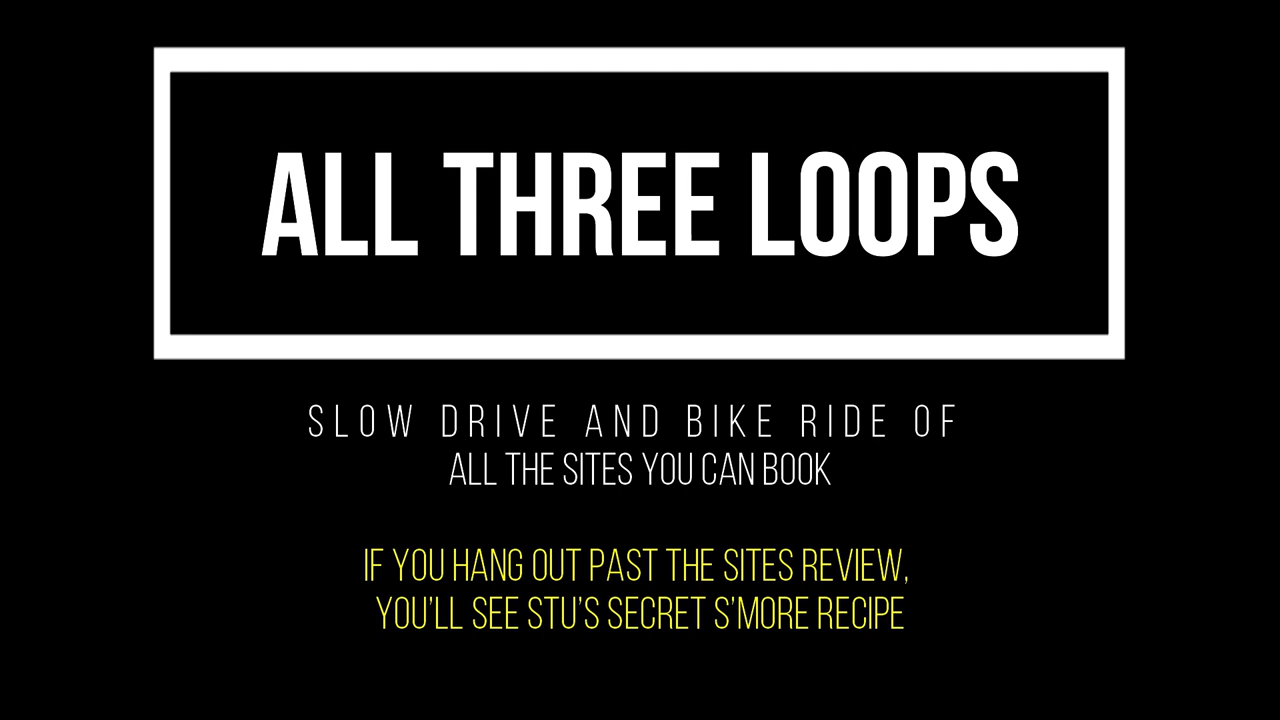 ALL THREE LOOPS
SLOW DRIVE AND BIKE RIDE OF
ALL THE SITES YOU CAN BOOK
IF YOU HANG OUT PAST THE SITES REVIEW,
YOU'LL SEE STU'S SECRET S'MORE RECIPE